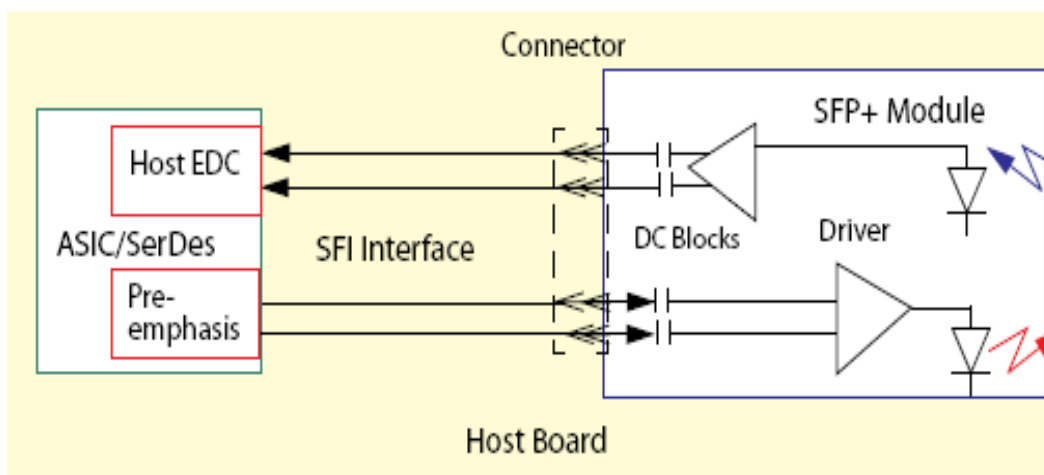 Connector
SFP+ Module
Host EDC
ASIC/SerDes
SFI Interface
DC Blocks
Driver
Pre-
emphasis
Host Board